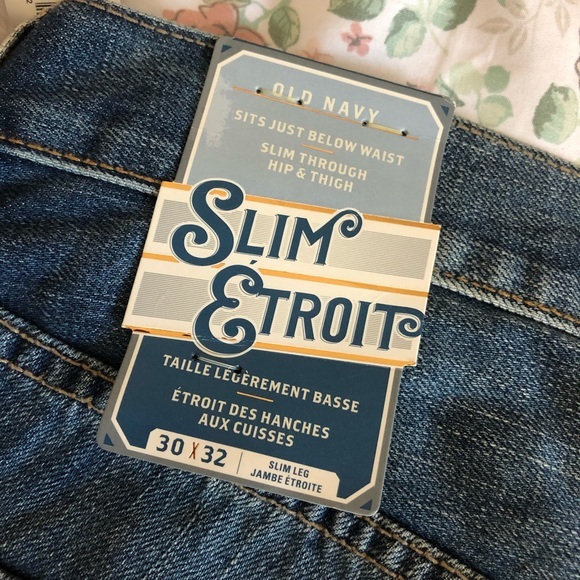 OLD NAVY
SITS JUST BELOW WAIST
SLIM THROUGH
HIP & THIGH
SLIM
ÉTROIT
TAILLE LÉGÈREMENT BASSE
ÉTROIT DES HANCHES
AUX CUISSES
30 X 32
SLIM LEG
JAMBE ÉTROITE